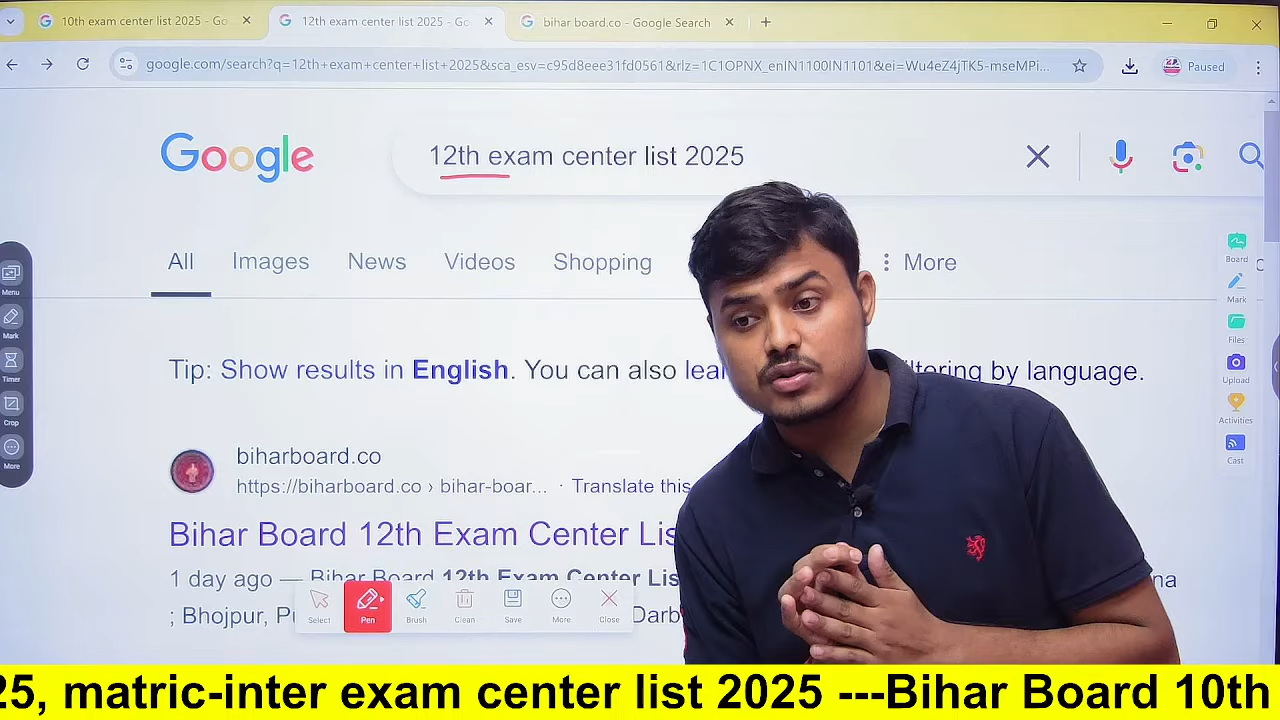 10th exam center list 2025 - Go
12th exam center list 2025 - Go
bihar board.co - Google Search
google.com/search?q=12th+exam+center+list+2025&sca_esv=c95d8eee31fd0561&rlz=1C1OPNX_enIN1100IN1101&ei=Wu4eZ4jTK5-mseMPi...
Paused
Google
12th exam center list 2025
All
Images
News
Videos
Shopping
More
Tip: Show results in English. You can also lear
ltering by language.
biharboard.co
https://biharboard.co › bihar-boar... · Translate this
Bihar Board 12th Exam Center Lis
1 day ago — Bihar Board 12th Exam Center Lis
na
; Bhojpur, Pu
Darb
Menu
Mark
Timer
Crop
More
Board
Mark
Files
Upload
Activities
Cast
Select
Pen
Brush
Clean
Save
More
Close
25, matric-inter exam center list 2025 ---Bihar Board 10th